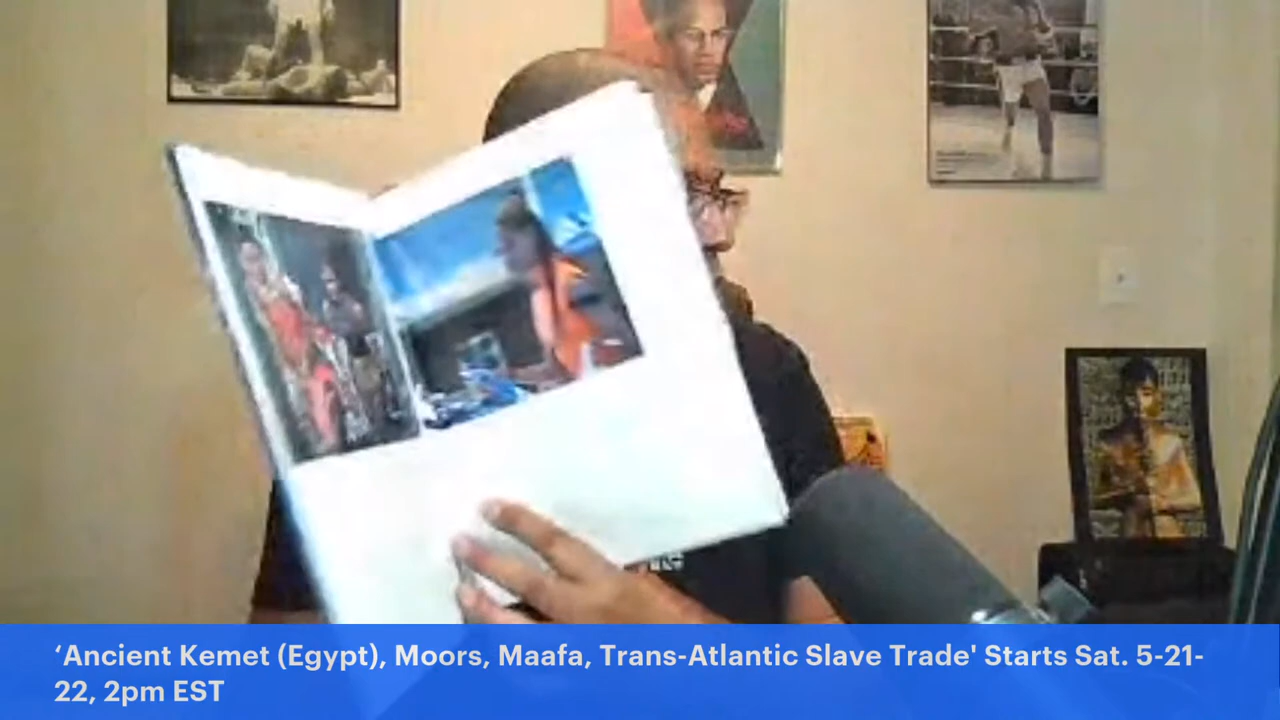 ‘Ancient Kemet (Egypt), Moors, Maafa, Trans-Atlantic Slave Trade' Starts Sat. 5-21-
22, 2pm EST